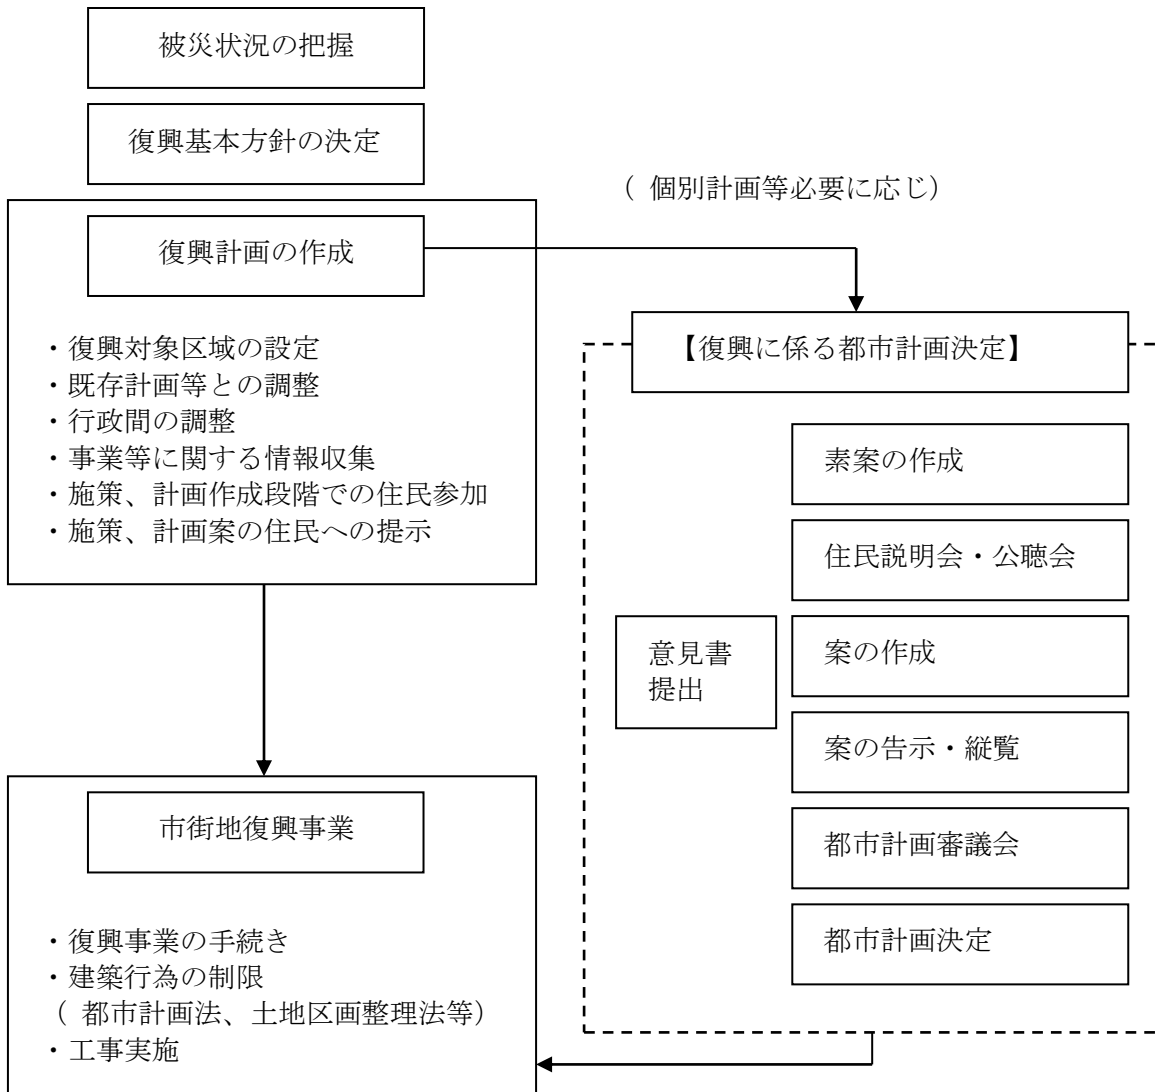 被災状況の把握
復興基本方針の決定
（ 個別計画等必要に応じ）
復興計画の作成
・復興対象区域の設定
・既存計画等との調整
・行政間の調整
・事業等に関する情報収集
・施策、計画作成段階での住民参加
・施策、計画案の住民への提示
【復興に係る都市計画決定】
素案の作成
住民説明会・公聴会
意見書
提出
案の作成
案の告示・縦覧
都市計画審議会
都市計画決定
市街地復興事業
・復興事業の手続き
・建築行為の制限
（ 都市計画法、土地区画整理法等）
・工事実施